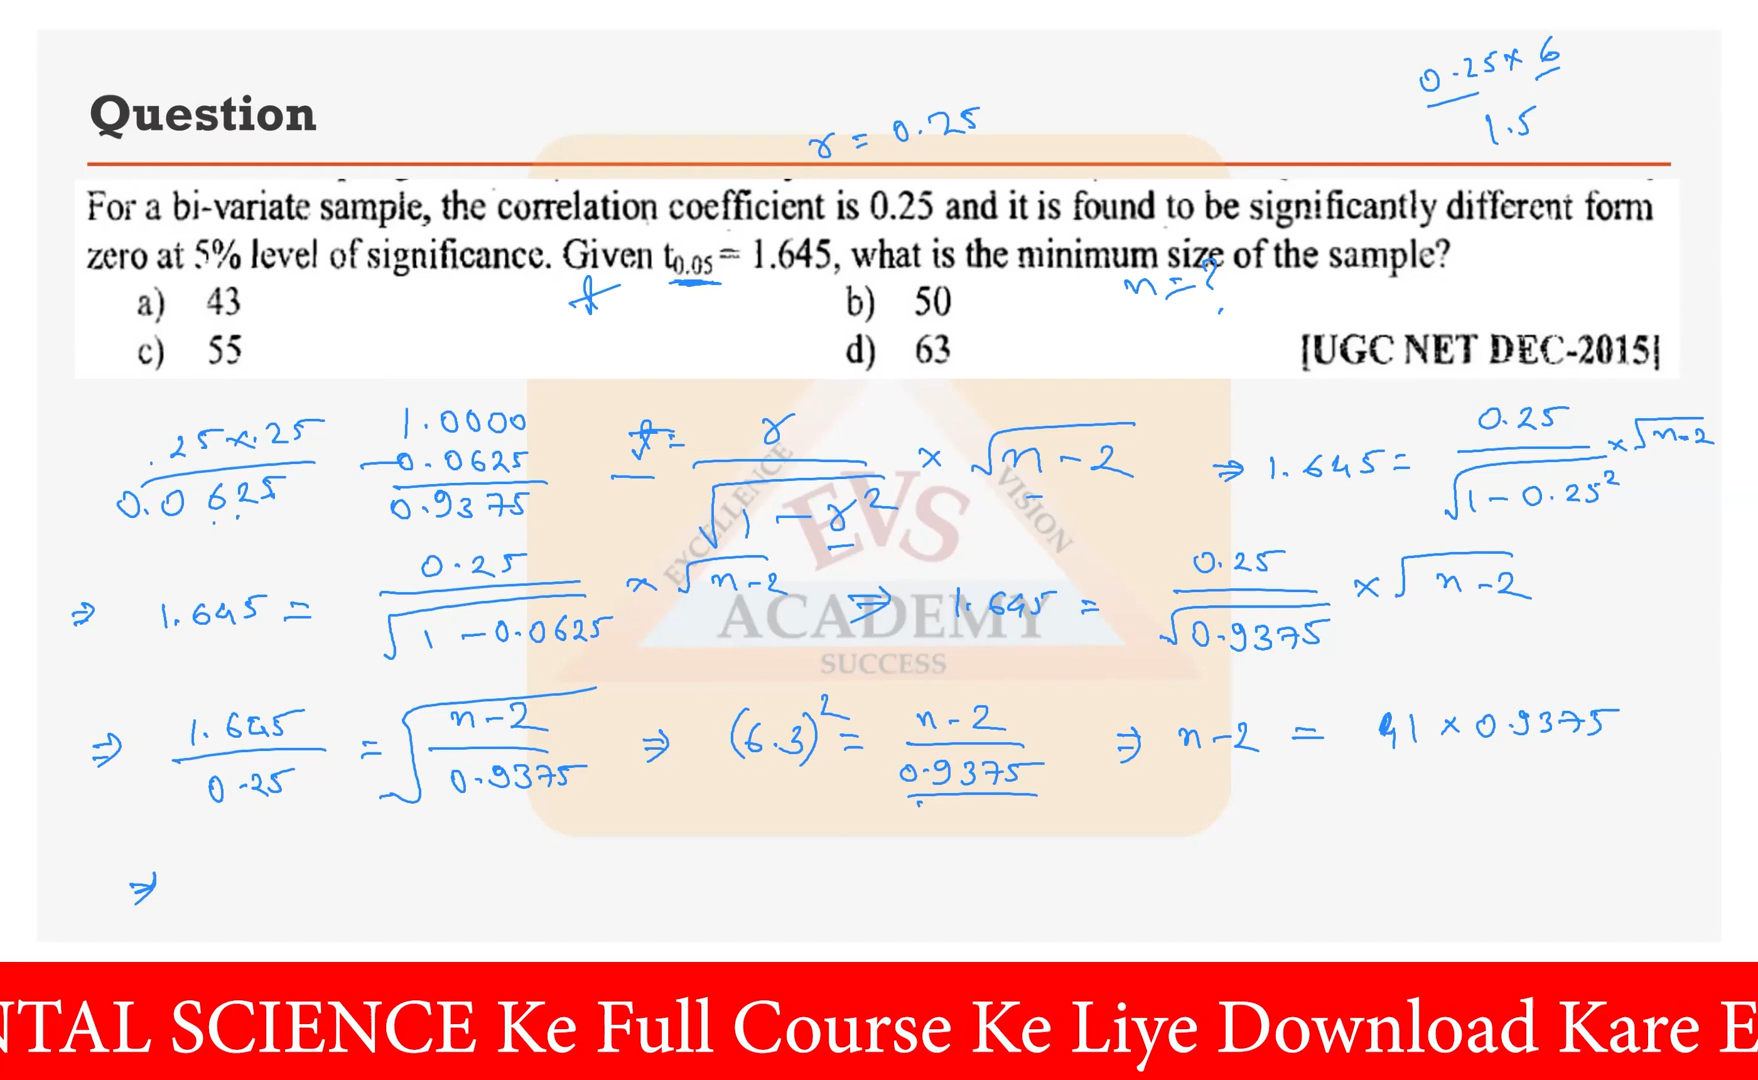 0.25 × 6
1.5
Question
r = 0.25
For a bi-variate sample, the correlation coefficient is 0.25 and it is found to be significantly different form
zero at 5% level of significance. Given t0.05 = 1.645, what is the minimum size of the sample?
t
n = ?
a) 43
b) 50
c) 55
d) 63
[UGC NET DEC-2015]
.25 × .25
0.0625
1.0000
-0.0625
0.9375
t = r / √(1 - r²) × √(n - 2)
⇒ 1.645 = 0.25 / √(1 - 0.25²) × √(n-2)
⇒ 1.645 = 0.25 / √(1 - 0.0625) × √(n-2)
⇒ 1.645 = 0.25 / √0.9375 × √(n-2)
⇒ 1.645 / 0.25 = √((n-2) / 0.9375)
⇒ (6.3)² = (n-2) / 0.9375
⇒ n-2 = 41 × 0.9375
⇒
EXCELLENCE
VISION
EVS
ACADEMY
SUCCESS
NTAL SCIENCE Ke Full Course Ke Liye Download Kare E